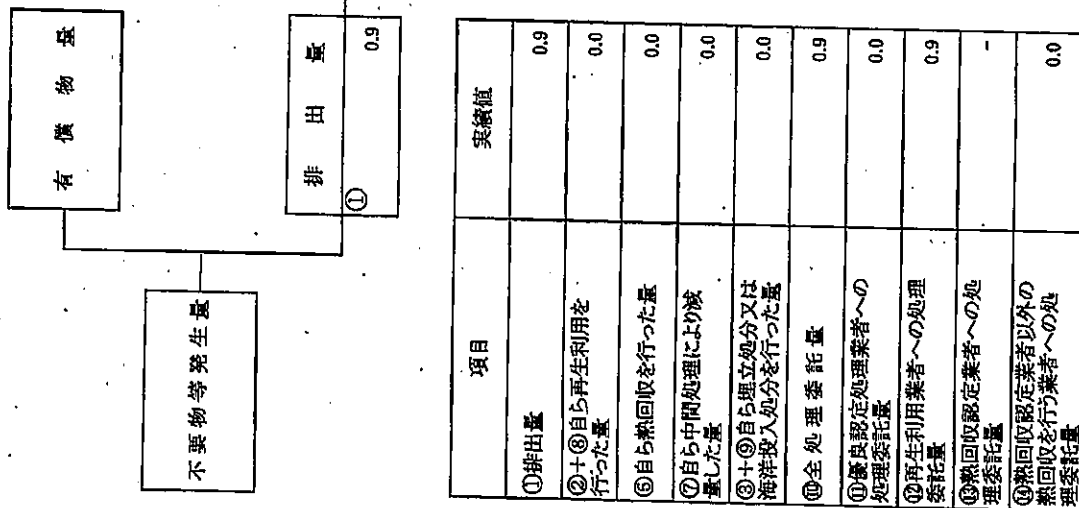 有償物量
不要物等発生量
排出量
①
0.9
項目
実績値
①排出量
0.9
②+⑧自ら再生利用を
行った量
0.0
⑥自ら熱回収を行った量
0.0
⑦自ら中間処理により減
量した量
0.0
③+⑨自ら埋立処分又は
海洋投入処分を行った量
0.0
⑩全処理委託量
0.9
⑪優良認定処理業者への
処理委託量
0.0
⑫再生利用業者への処理
委託量
0.9
⑬熱回収認定業者への処
理委託量
-
⑭熱回収認定業者以外の
熱回収を行う業者への処
理委託量
0.0